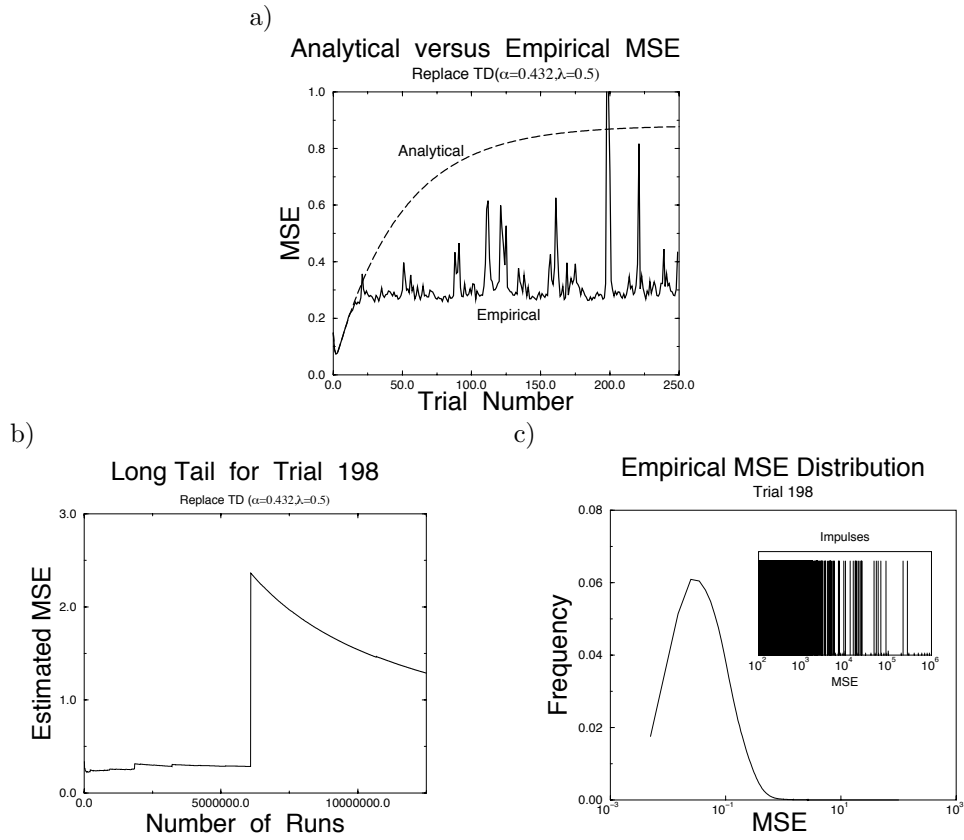 a)
Analytical versus Empirical MSE
Replace TD(α=0.432,λ=0.5)
1.0
0.8
0.6
0.4
0.2
0.0
MSE
Analytical
Empirical
0.0 50.0 100.0 150.0 200.0 250.0
Trial Number
b)
Long Tail for Trial 198
Replace TD (α=0.432,λ=0.5)
3.0
2.0
1.0
0.0
Estimated MSE
0.0 5000000.0 10000000.0
Number of Runs
c)
Empirical MSE Distribution
Trial 198
0.08
0.06
0.04
0.02
0.00
Frequency
Impulses
10^2 10^3 10^4 10^5 10^6
MSE
10^-3 10^-1 10^1 10^3
MSE